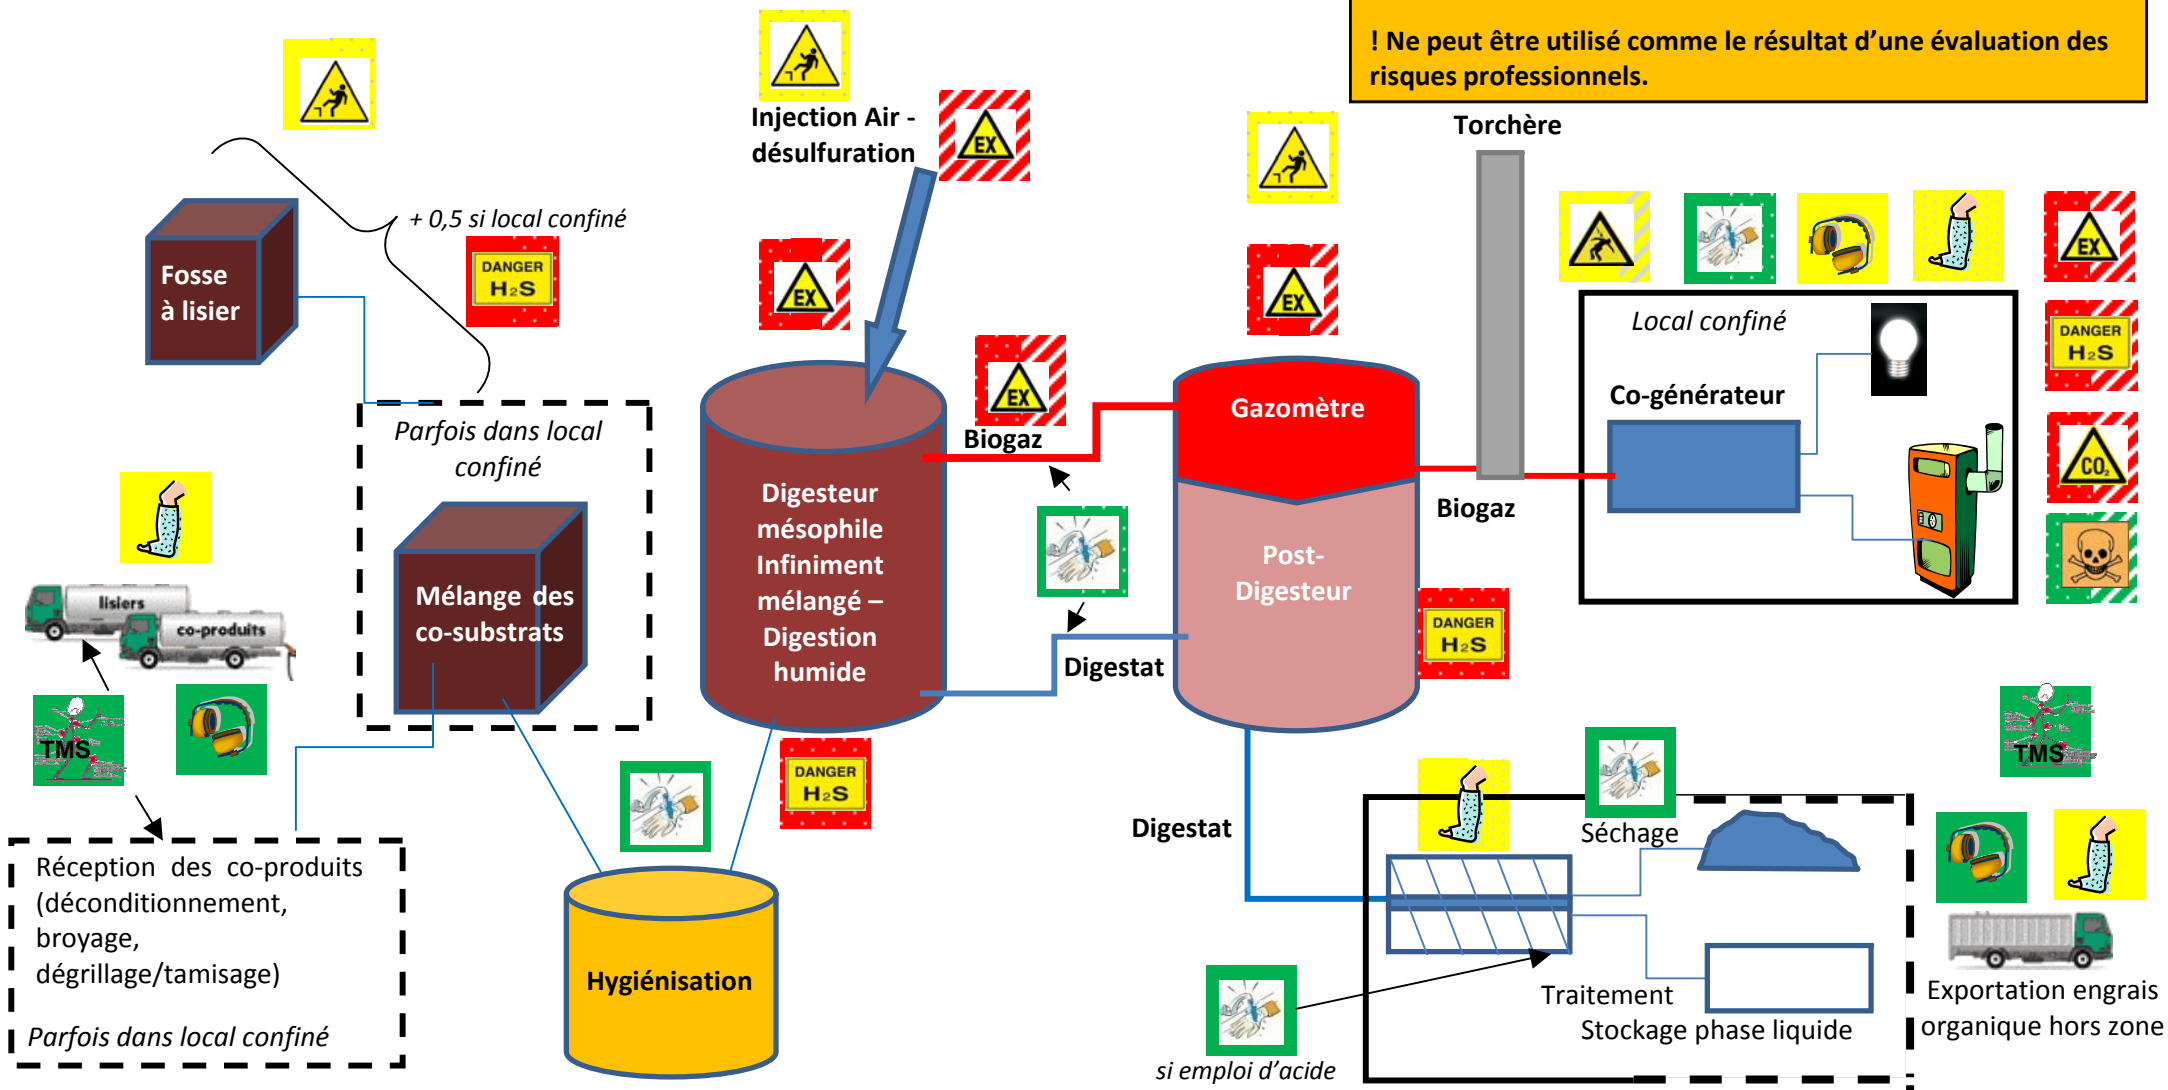 ! Ne peut être utilisé comme le résultat d'une évaluation des
risques professionnels.
Injection Air -
désulfuration
EX
Torchère
+ 0,5 si local confiné
DANGER
H₂S
Fosse
à lisier
EX
EX
EX
DANGER
H₂S
CO₂
Local confiné
Co-générateur
Parfois dans local
confiné
EX
Biogaz
Gazomètre
Biogaz
Digesteur
mésophile
Infiniment
mélangé –
Digestion
humide
Post-
Digesteur
DANGER
H₂S
Mélange des
co-substrats
lisiers
co-produits
Digestat
TMS
DANGER
H₂S
TMS
Digestat
Séchage
Réception des co-produits
(déconditionnement,
broyage,
dégrillage/tamisage)
Parfois dans local confiné
Hygiénisation
Traitement
Stockage phase liquide
Exportation engrais
organique hors zone
si emploi d'acide